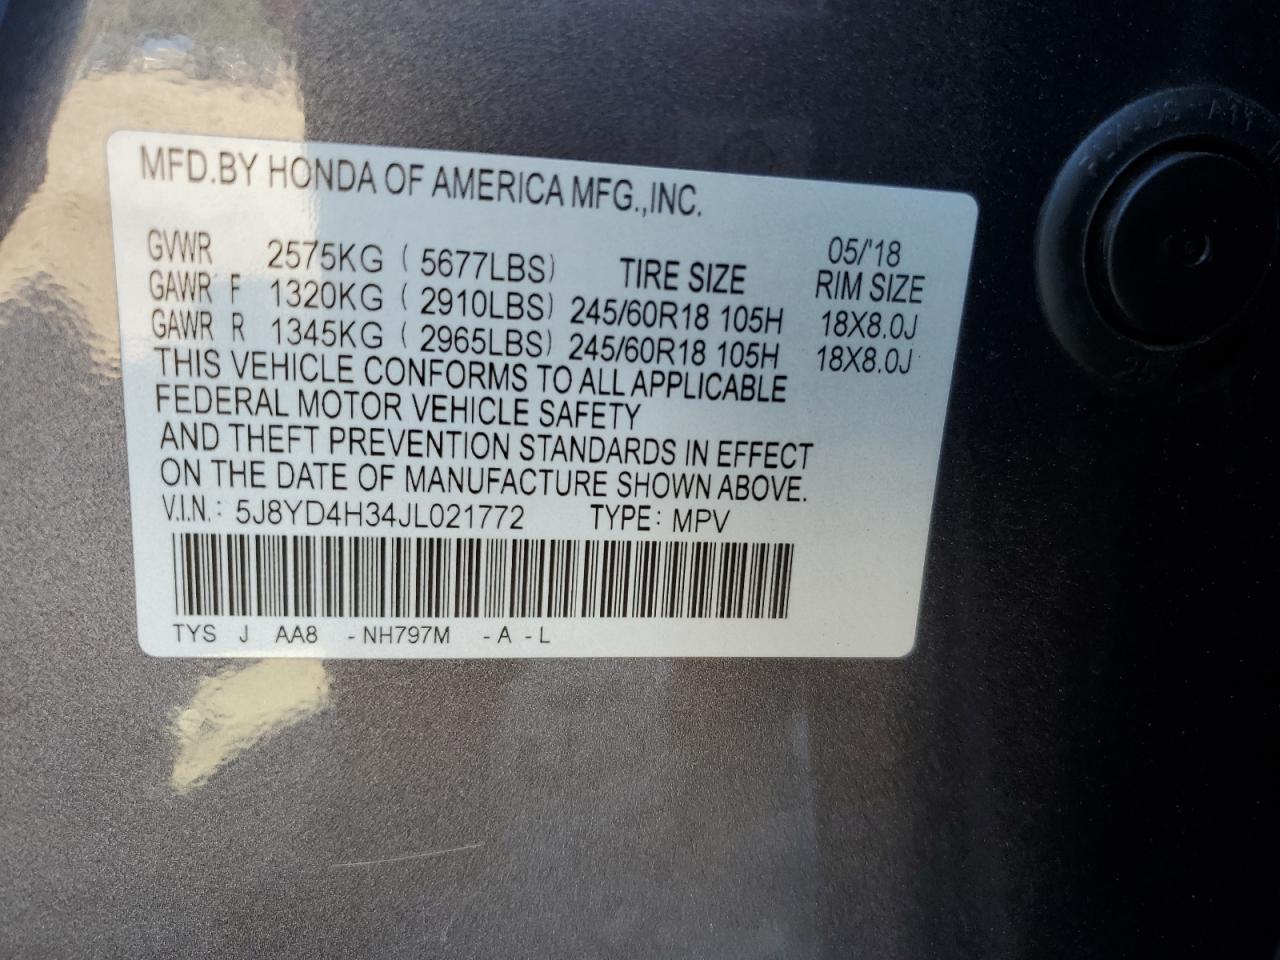 MFD.BY HONDA OF AMERICA MFG.,INC.
GVWR 2575KG ( 5677LBS) TIRE SIZE 05/'18
RIM SIZE
GAWR F 1320KG ( 2910LBS) 245/60R18 105H 18X8.0J
GAWR R 1345KG ( 2965LBS) 245/60R18 105H 18X8.0J
THIS VEHICLE CONFORMS TO ALL APPLICABLE
FEDERAL MOTOR VEHICLE SAFETY
AND THEFT PREVENTION STANDARDS IN EFFECT
ON THE DATE OF MANUFACTURE SHOWN ABOVE.
V.I.N.: 5J8YD4H34JL021772 TYPE: MPV
TYS J AA8 -NH797M -A -L